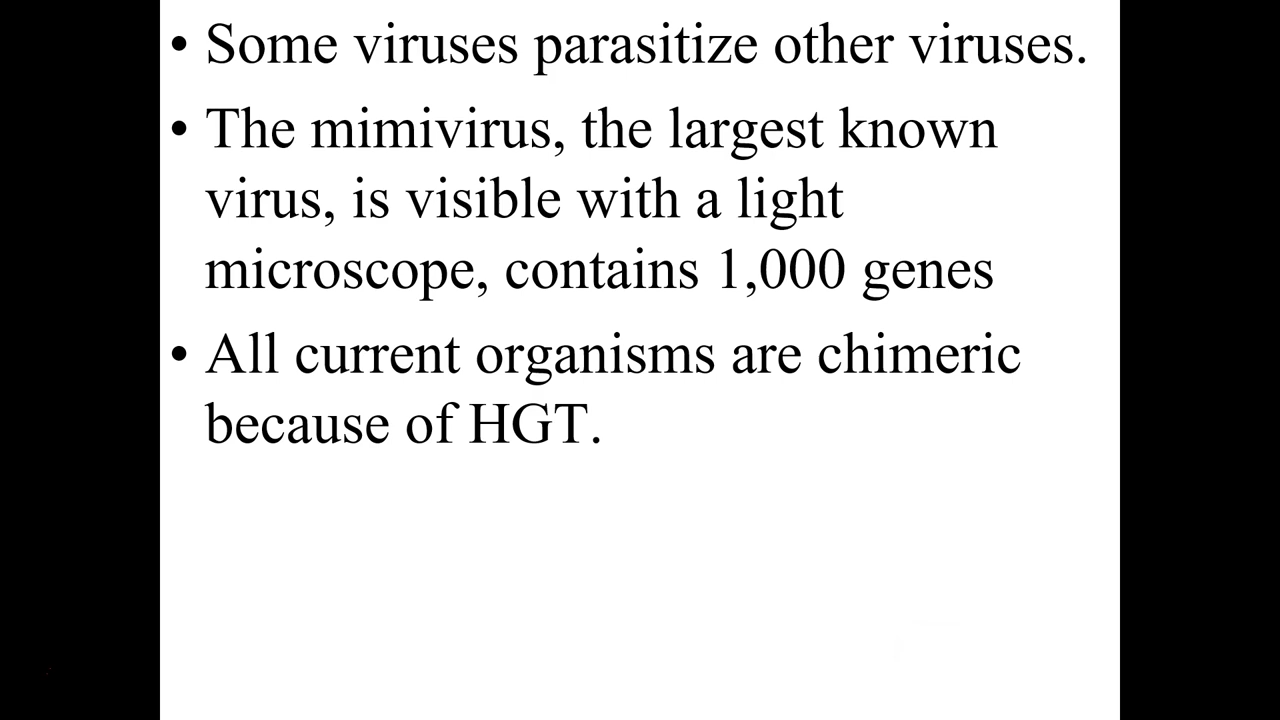 • Some viruses parasitize other viruses.
• The mimivirus, the largest known
virus, is visible with a light
microscope, contains 1,000 genes
• All current organisms are chimeric
because of HGT.